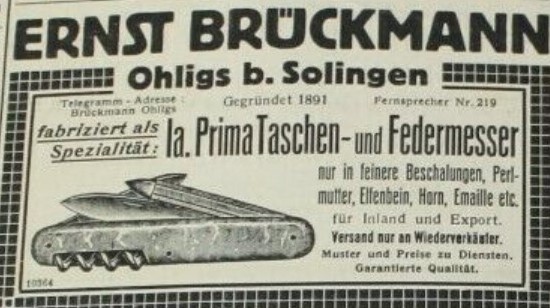 ERNST BRÜCKMANN
Ohligs b. Solingen
Telegramm-Adresse:
Brückmann Ohligs
Gegründet 1891
Fernsprecher Nr. 219
fabriziert als
Spezialität:
Ia. Prima Taschen- und Federmesser
nur in feinere Beschalungen, Perl-
mutter, Elfenbein, Horn, Emaille etc.
für Inland und Export.
Versand nur an Wiederverkäufer.
Muster und Preise zu Diensten.
Garantierte Qualität.
10364